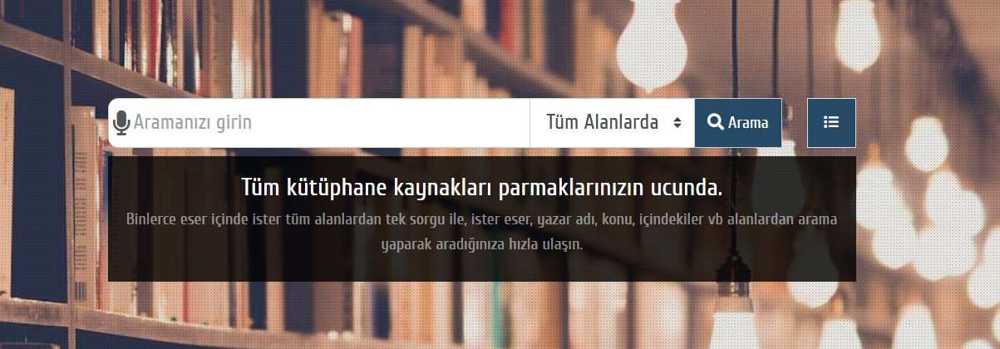 Aramanızı girin
Tüm Alanlarda
Arama
Tüm kütüphane kaynakları parmaklarınızın ucunda.
Binlerce eser içinde ister tüm alanlardan tek sorgu ile, ister eser, yazar adı, konu, içindekiler vb alanlardan arama
yaparak aradığınıza hızla ulaşın.